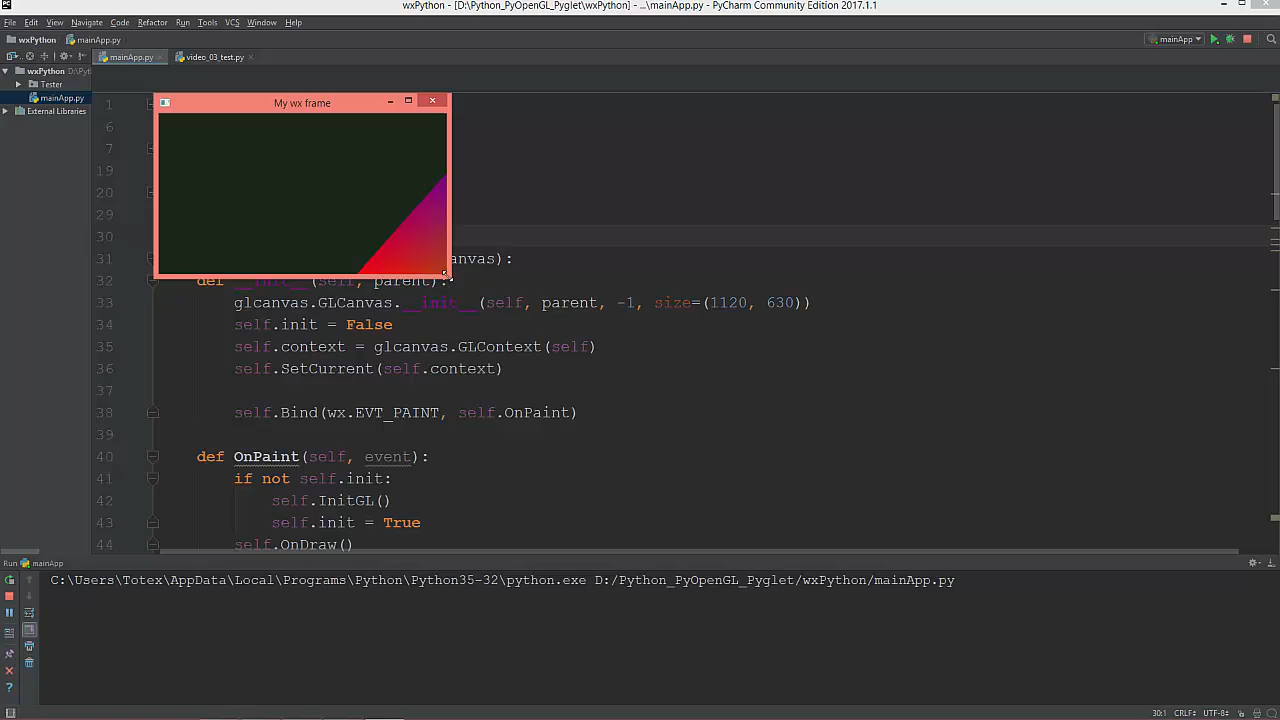 wxPython - [D:\Python_PyOpenGL_Pyglet\wxPython] - ...\mainApp.py - PyCharm Community Edition 2017.1.1
File Edit View Navigate Code Refactor Run Tools VCS Window Help
wxPython mainApp.py mainApp
mainApp.py video_03_test.py
wxPython D:\Pyt
Tester
mainApp.py
External Libraries
My wx frame
1
6
7
19
20
29
30
31 anvas):
32 def __init__(self, parent):
33 glcanvas.GLCanvas.__init__(self, parent, -1, size=(1120, 630))
34 self.init = False
35 self.context = glcanvas.GLContext(self)
36 self.SetCurrent(self.context)
37
38 self.Bind(wx.EVT_PAINT, self.OnPaint)
39
40 def OnPaint(self, event):
41 if not self.init:
42 self.InitGL()
43 self.init = True
44 self.OnDraw()
Run mainApp
C:\Users\Totex\AppData\Local\Programs\Python\Python35-32\python.exe D:/Python_PyOpenGL_Pyglet/wxPython/mainApp.py
30:1 CRLF÷ UTF-8÷